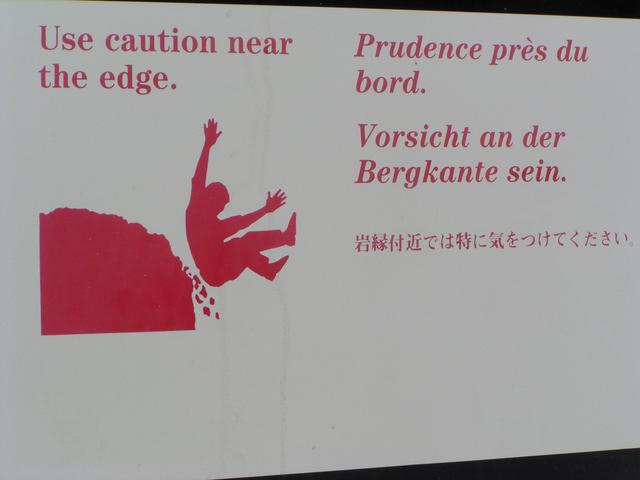 Use caution near
the edge.
Prudence près du
bord.
Vorsicht an der
Bergkante sein.
岩縁付近では特に気をつけてください。